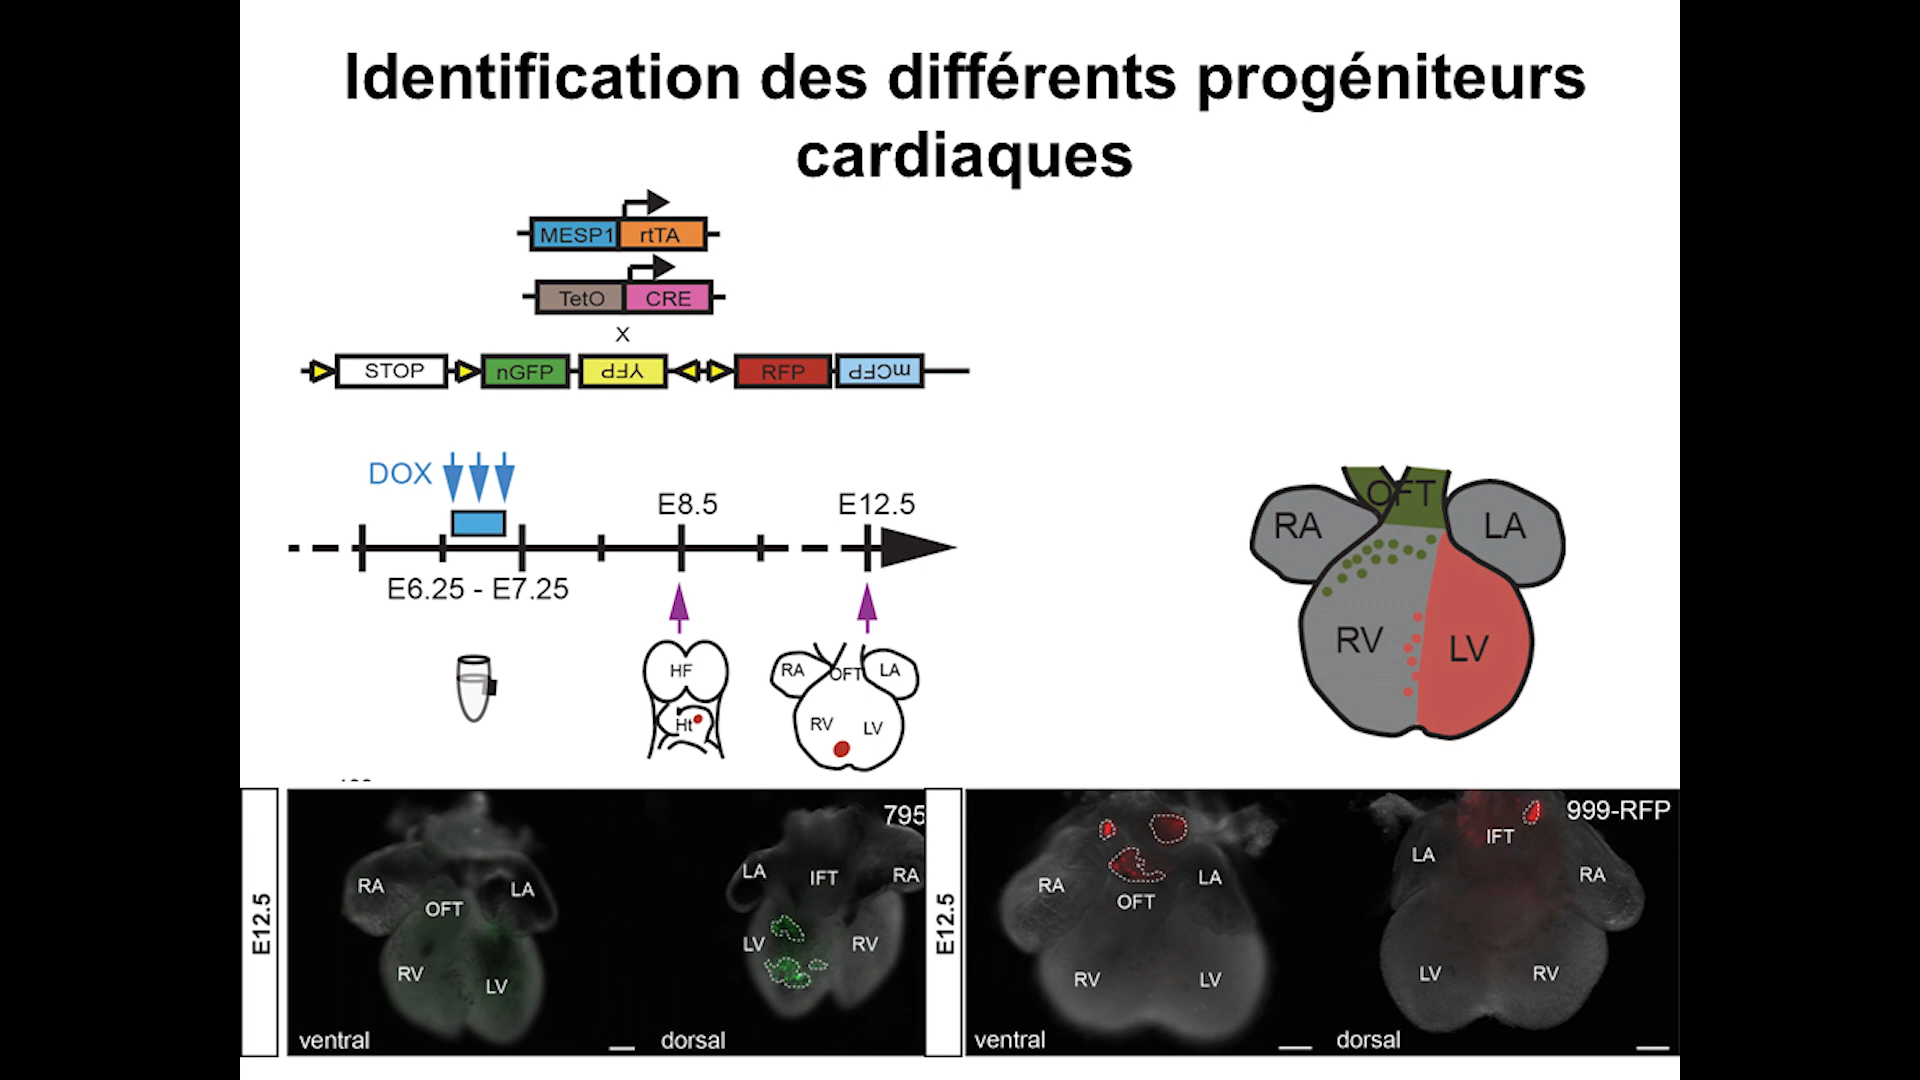 Identification des différents progéniteurs
cardiaques
MESP1 rtTA
TetO CRE
X
STOP nGFP YFP RFP mCFP
DOX
E8.5 E12.5
E6.25 - E7.25
HF
Ht
RA OFT LA
RV LV
OFT
RA LA
RV LV
E12.5
RA LA
OFT
RV LV
ventral
795
LA IFT RA
LV RV
dorsal
E12.5
RA LA
OFT
RV LV
ventral
999-RFP
IFT
LA RA
LV RV
dorsal